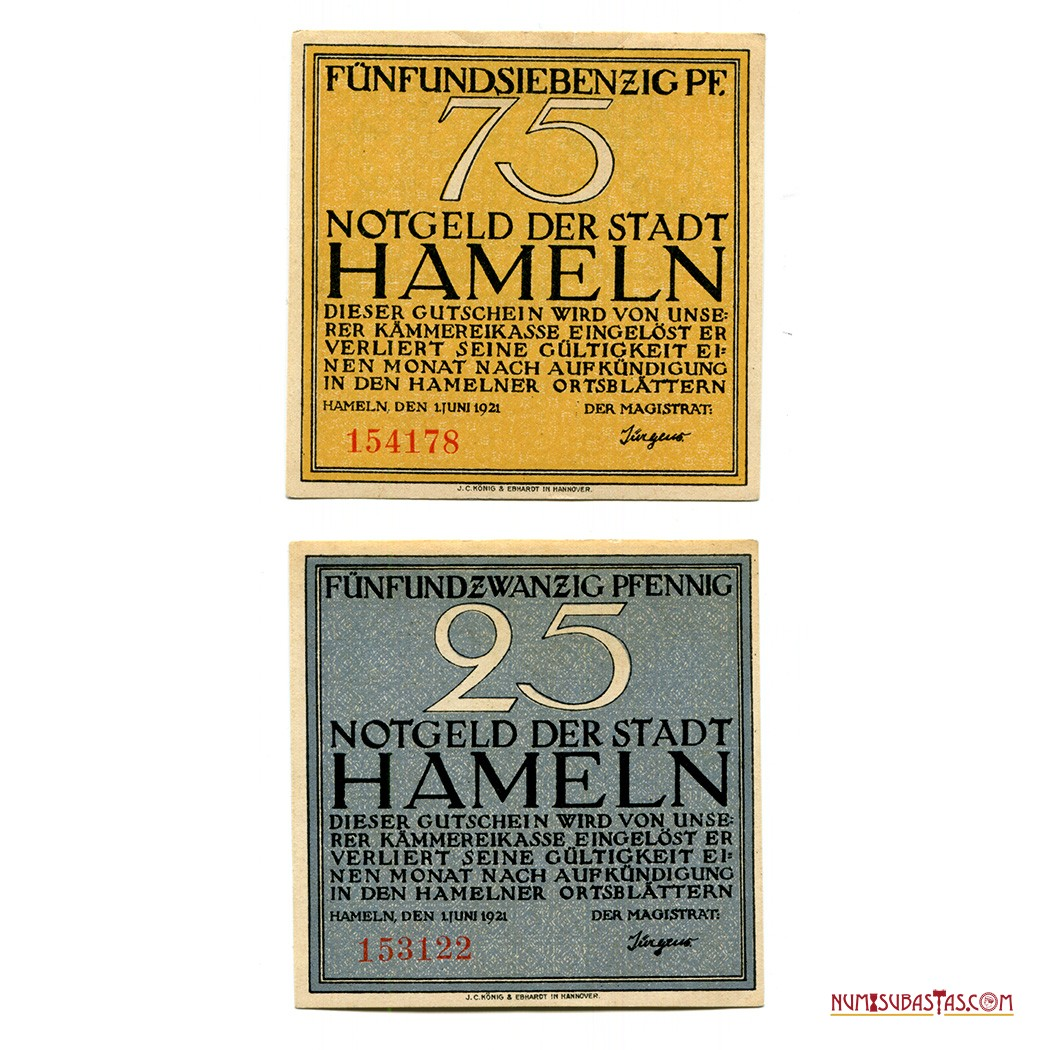 FÜNFUNDSIEBENZIG PF.
75
NOTGELD DER STADT
HAMELN
DIESER GUTSCHEIN WIRD VON UNSE=
RER KÄMMEREIKASSE EINGELÖST ER
VERLIERT SEINE GÜLTIGKEIT EI=
NEN MONAT NACH AUFKÜNDIGUNG
IN DEN HAMELNER ORTSBLÄTTERN
HAMELN, DEN 1.JUNI 1921 DER MAGISTRAT:
154178 Jürgens.
J.C.KÖNIG & EBHARDT IN HANNOVER.
FÜNFUNDZWANZIG PFENNIG
25
NOTGELD DER STADT
HAMELN
DIESER GUTSCHEIN WIRD VON UNSE=
RER KÄMMEREIKASSE EINGELÖST ER
VERLIERT SEINE GÜLTIGKEIT EI=
NEN MONAT NACH AUFKÜNDIGUNG
IN DEN HAMELNER ORTSBLÄTTERN
HAMELN, DEN 1.JUNI 1921 DER MAGISTRAT:
153122 Jürgens.
J.C.KÖNIG & EBHARDT IN HANNOVER.
NUMISUBASTAS.COM